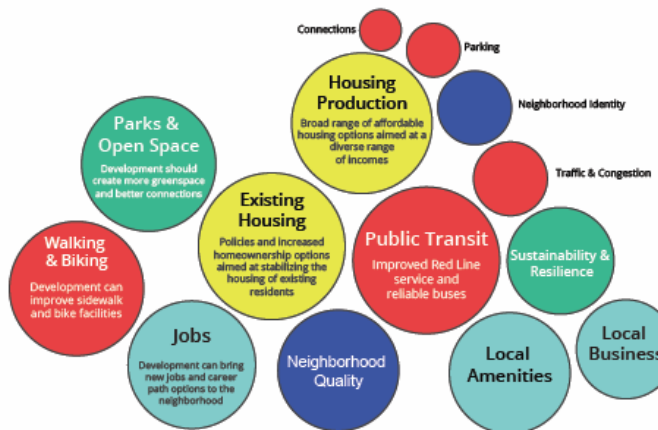 Connections
Parking
Housing
Production
Broad range of affordable
housing options aimed at a
diverse range
of incomes
Neighborhood Identity
Parks &
Open Space
Development should
create more greenspace
and better connections
Traffic & Congestion
Existing
Housing
Policies and increased
homeownership options
aimed at stabilizing the
housing of existing
residents
Public Transit
Improved Red Line
service and
reliable buses
Sustainability &
Resilience
Walking
& Biking
Development can
improve sidewalk
and bike facilities
Jobs
Development can bring
new jobs and career
path options to the
neighborhood
Neighborhood
Quality
Local
Amenities
Local
Business